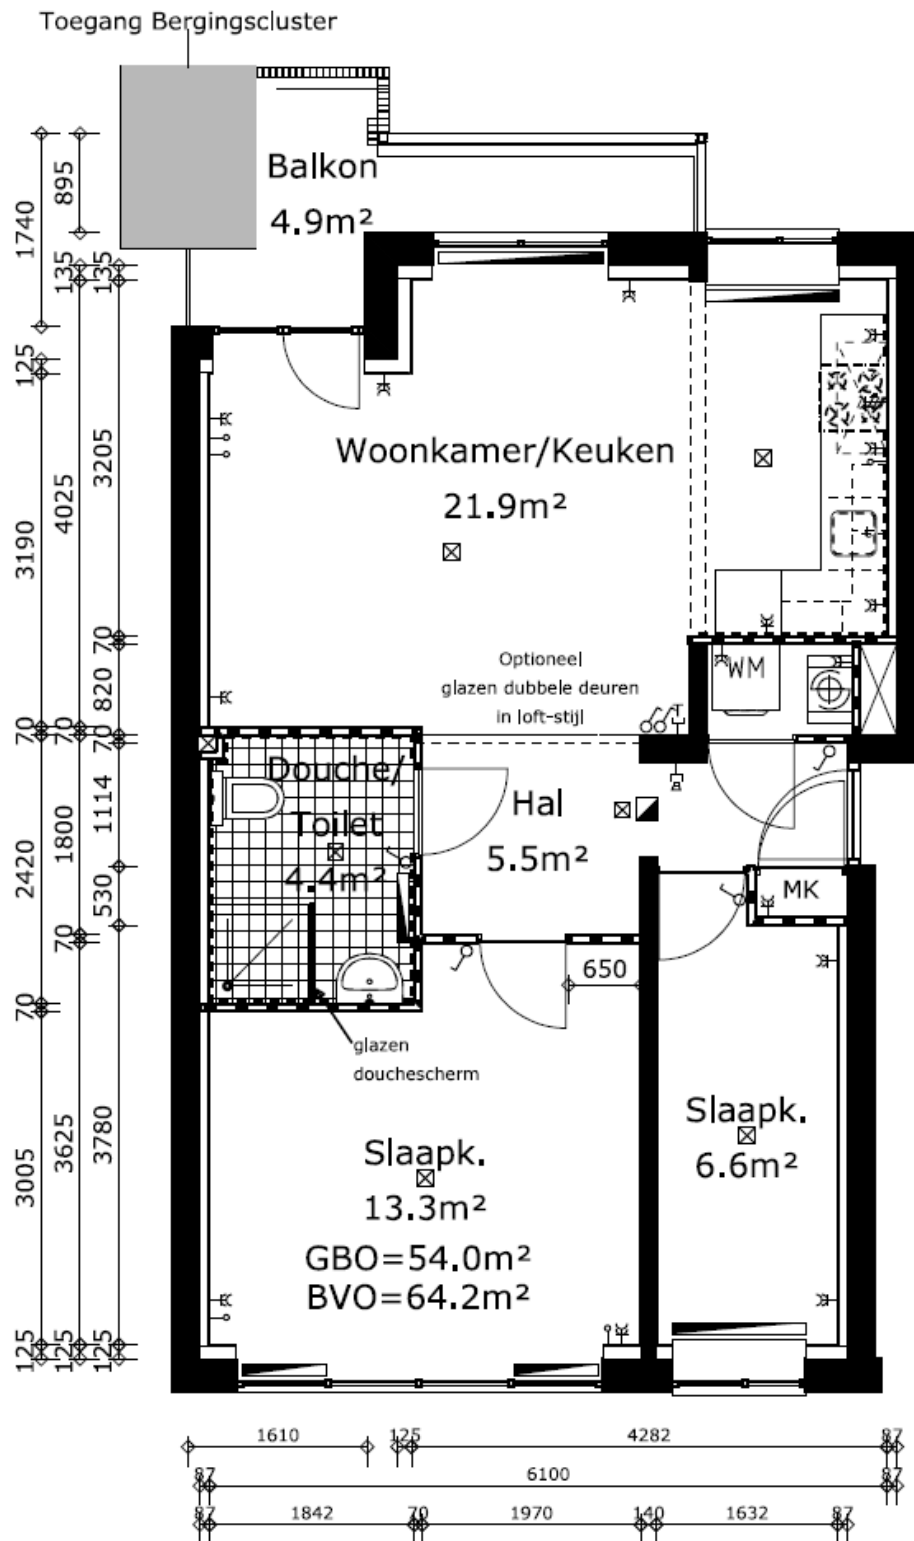 Toegang Bergingscluster
Balkon
4.9m²
895
1740
135
135
125
3205
4025
3190
Woonkamer/Keuken
21.9m²
Optioneel
glazen dubbele deuren
in loft-stijl
WM
70
820
70
70
70
Douche/
Toilet
4.4m²
Hal
5.5m²
MK
1114
1800
2420
530
70
70
650
glazen
douchescherm
Slaapk.
6.6m²
Slaapk.
13.3m²
GBO=54.0m²
BVO=64.2m²
3780
3625
3005
125
125
125
1610
125
4282
87
87
6100
87
87
1842
70
1970
140
1632
87